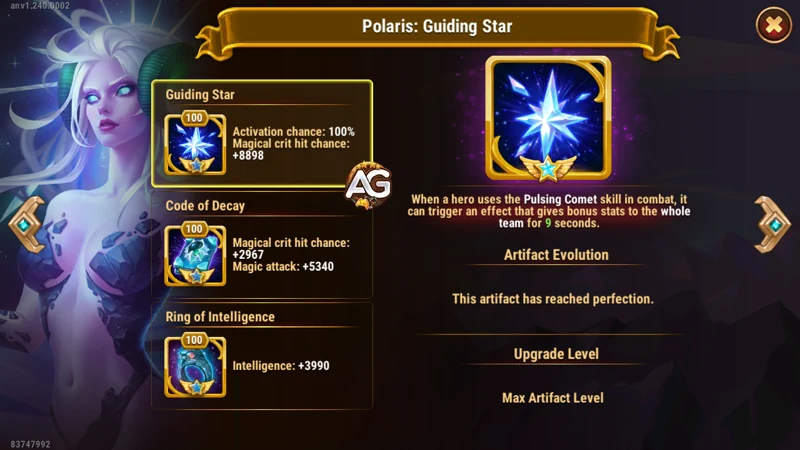 anv1.240.0002
Polaris: Guiding Star
Guiding Star
100
Activation chance: 100%
Magical crit hit chance:
+8898
AG
Code of Decay
100
Magical crit hit chance:
+2967
Magic attack: +5340
Ring of Intelligence
100
Intelligence: +3990
When a hero uses the Pulsing Comet skill in combat, it
can trigger an effect that gives bonus stats to the whole
team for 9 seconds.
Artifact Evolution
This artifact has reached perfection.
Upgrade Level
Max Artifact Level
83747992